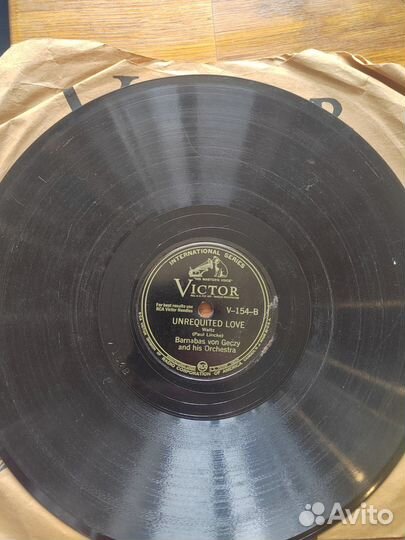 INTERNATIONAL SERIES
"HIS MASTER'S VOICE"
VICTOR
For best results use
RCA Victor Needles
V-154-B
UNREQUITED LOVE
Waltz
(Paul Lincke)
Barnabas von Geczy
and his Orchestra
RCA
Avito